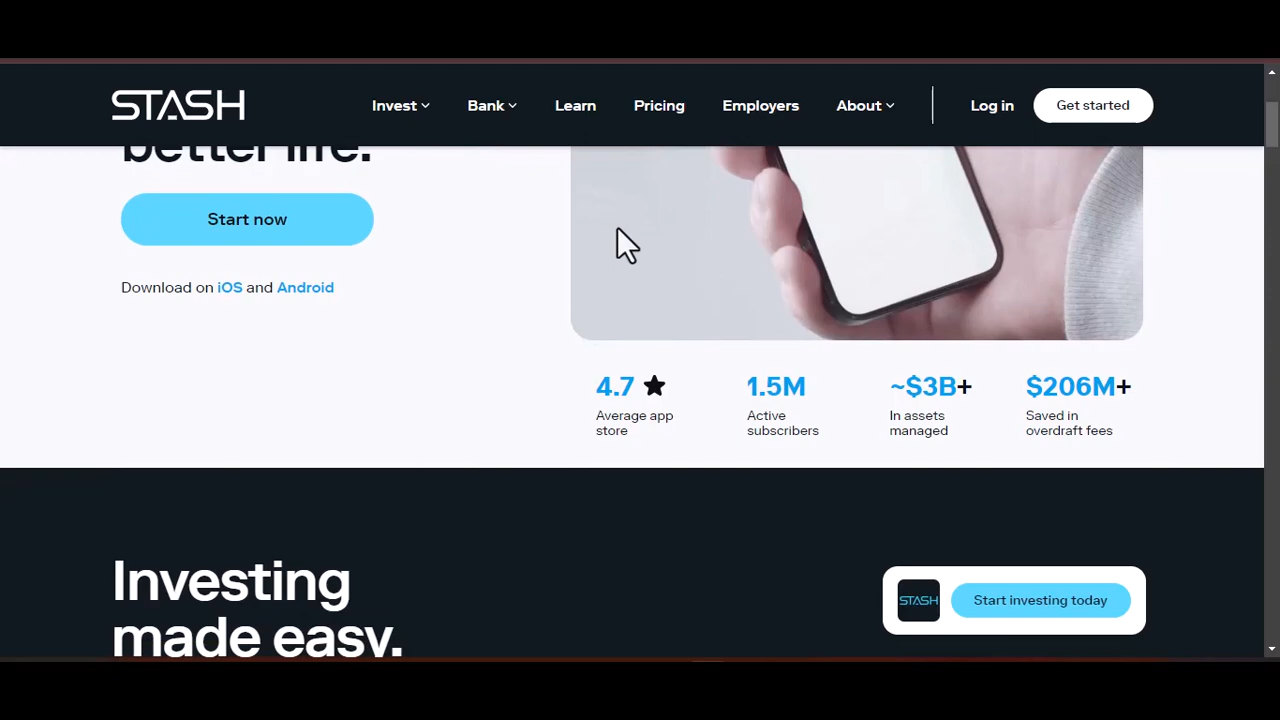 STASH
Invest
Bank
Learn
Pricing
Employers
About
Log in
Get started
better life.
Start now
Download on iOS and Android
4.7
Average app
store
1.5M
Active
subscribers
~$3B+
In assets
managed
$206M+
Saved in
overdraft fees
Investing
made easy.
STASH
Start investing today